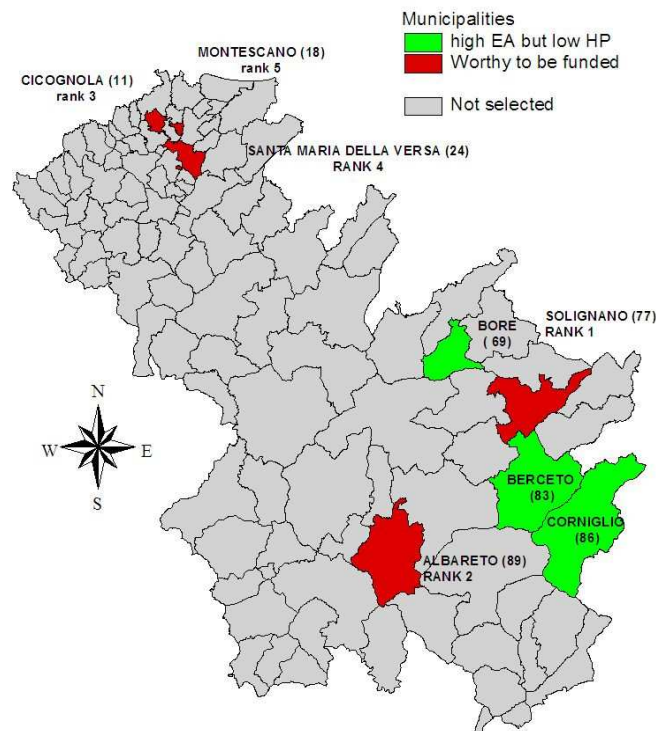 Municipalities
high EA but low HP
Worthy to be funded
Not selected
MONTESCANO (18)
rank 5
CICOGNOLA (11)
rank 3
SANTA MARIA DELLA VERSA (24)
RANK 4
SOLIGNANO (77)
RANK 1
BORE
( 69)
N
W E
S
BERCETO
(83)
CORNIGLIO
(86)
ALBARETO (89)
RANK 2